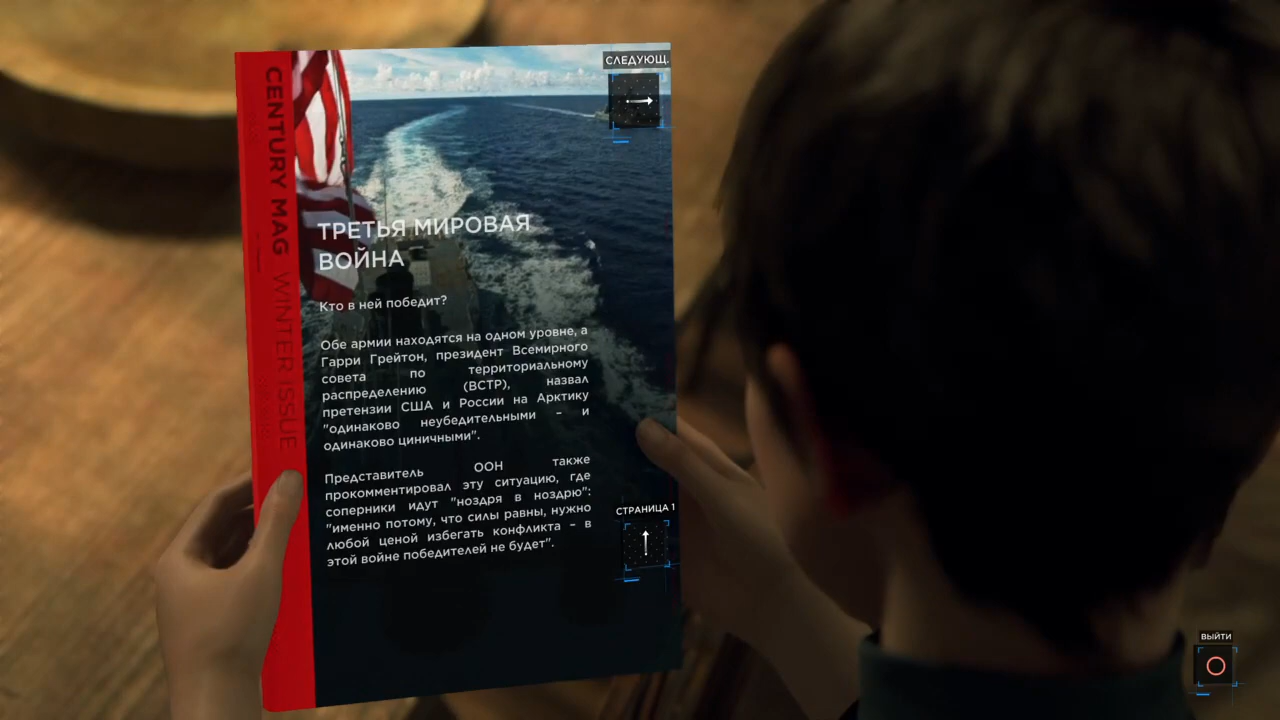 CENTURY MAG WINTER ISSUE
СЛЕДУЮЩ.
ТРЕТЬЯ МИРОВАЯ
ВОЙНА
Кто в ней победит?
Обе армии находятся на одном уровне, а
Гарри Грейтон, президент Всемирного
совета по территориальному
распределению (ВСТР), назвал
претензии США и России на Арктику
"одинаково неубедительными – и
одинаково циничными".
Представитель ООН также
прокомментировал эту ситуацию, где
соперники идут "ноздря в ноздрю":
"именно потому, что силы равны, нужно
любой ценой избегать конфликта – в
этой войне победителей не будет".
СТРАНИЦА 1
ВЫЙТИ